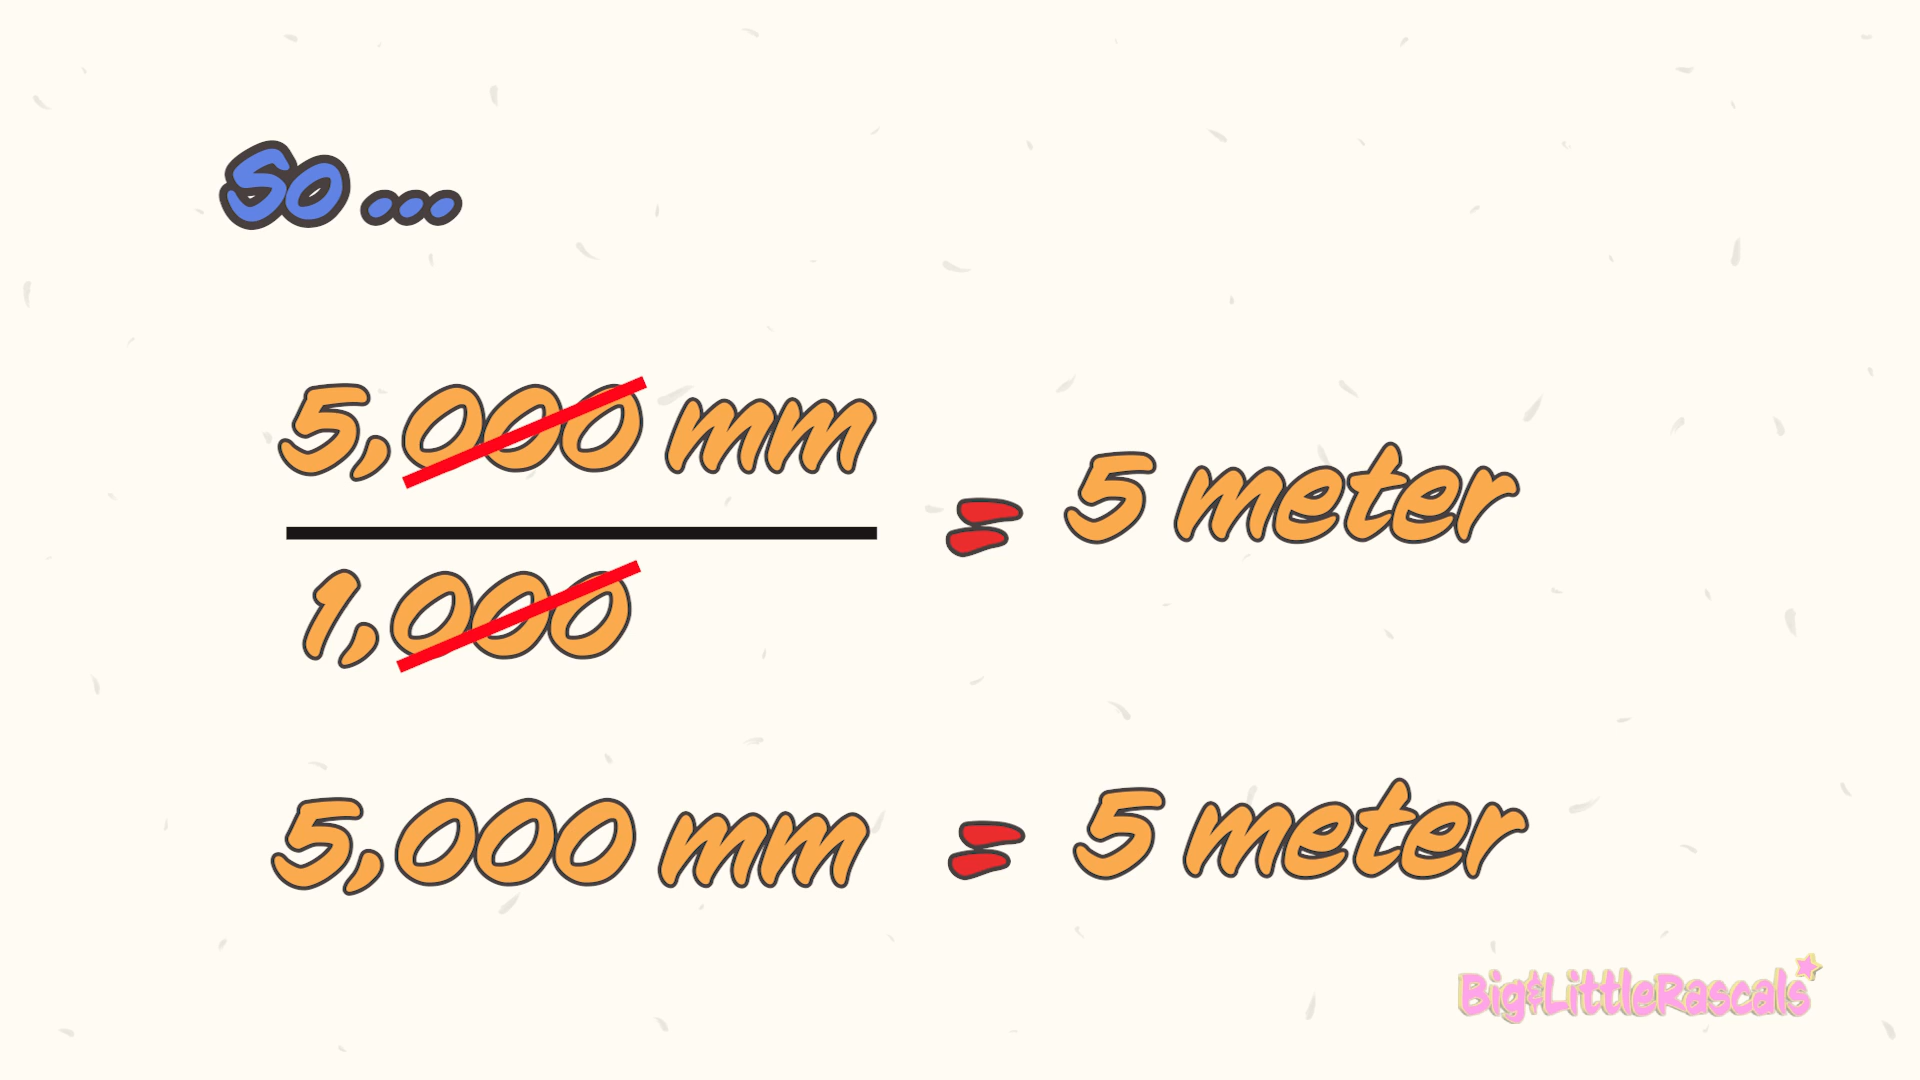 So ...
5,000 mm
1,000
= 5 meter
5,000 mm = 5 meter
Big&LittleRascals